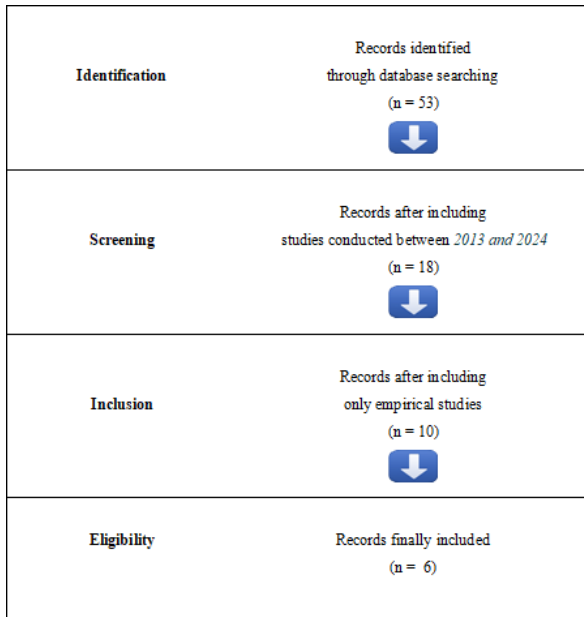 Identification
Records identified
through database searching
(n = 53)
Screening
Records after including
studies conducted between 2013 and 2024
(n = 18)
Inclusion
Records after including
only empirical studies
(n = 10)
Eligibility
Records finally included
(n = 6)